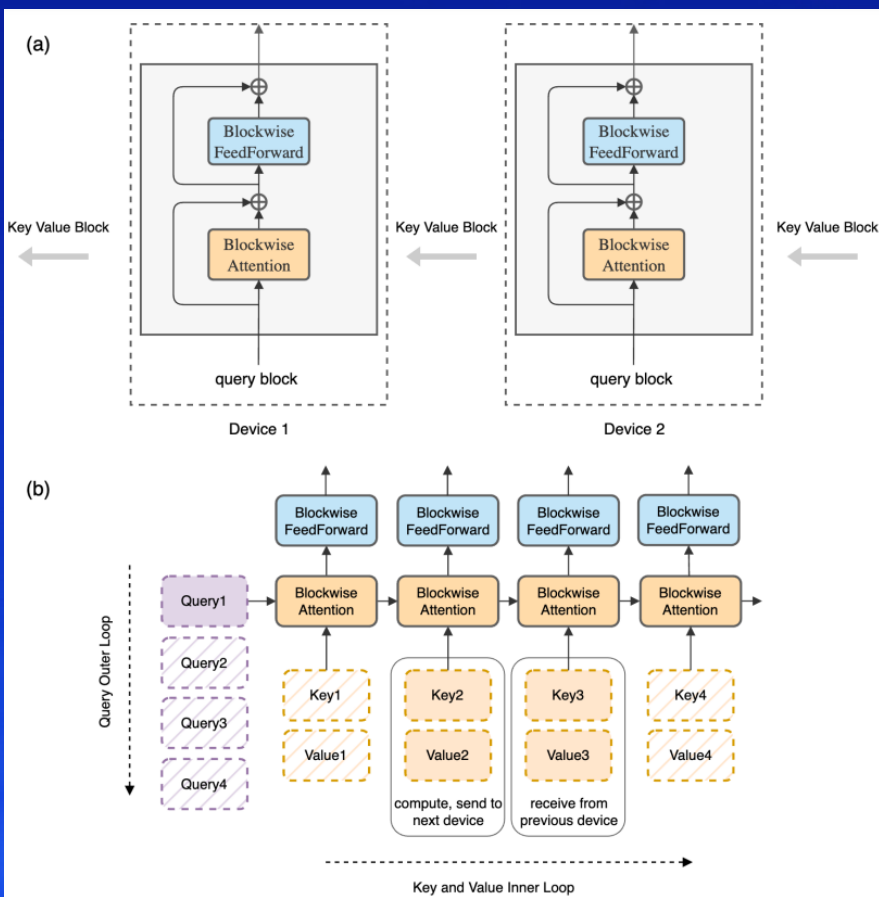 (a)
Blockwise
FeedForward
Blockwise
Attention
query block
Device 1
Blockwise
FeedForward
Blockwise
Attention
query block
Device 2
Key Value Block
Key Value Block
Key Value Block
(b)
Blockwise
FeedForward
Blockwise
FeedForward
Blockwise
FeedForward
Blockwise
FeedForward
Query Outer Loop
Query1
Blockwise
Attention
Blockwise
Attention
Blockwise
Attention
Blockwise
Attention
Query2
Query3
Query4
Key1
Value1
Key2
Value2
compute, send to
next device
Key3
Value3
receive from
previous device
Key4
Value4
Key and Value Inner Loop